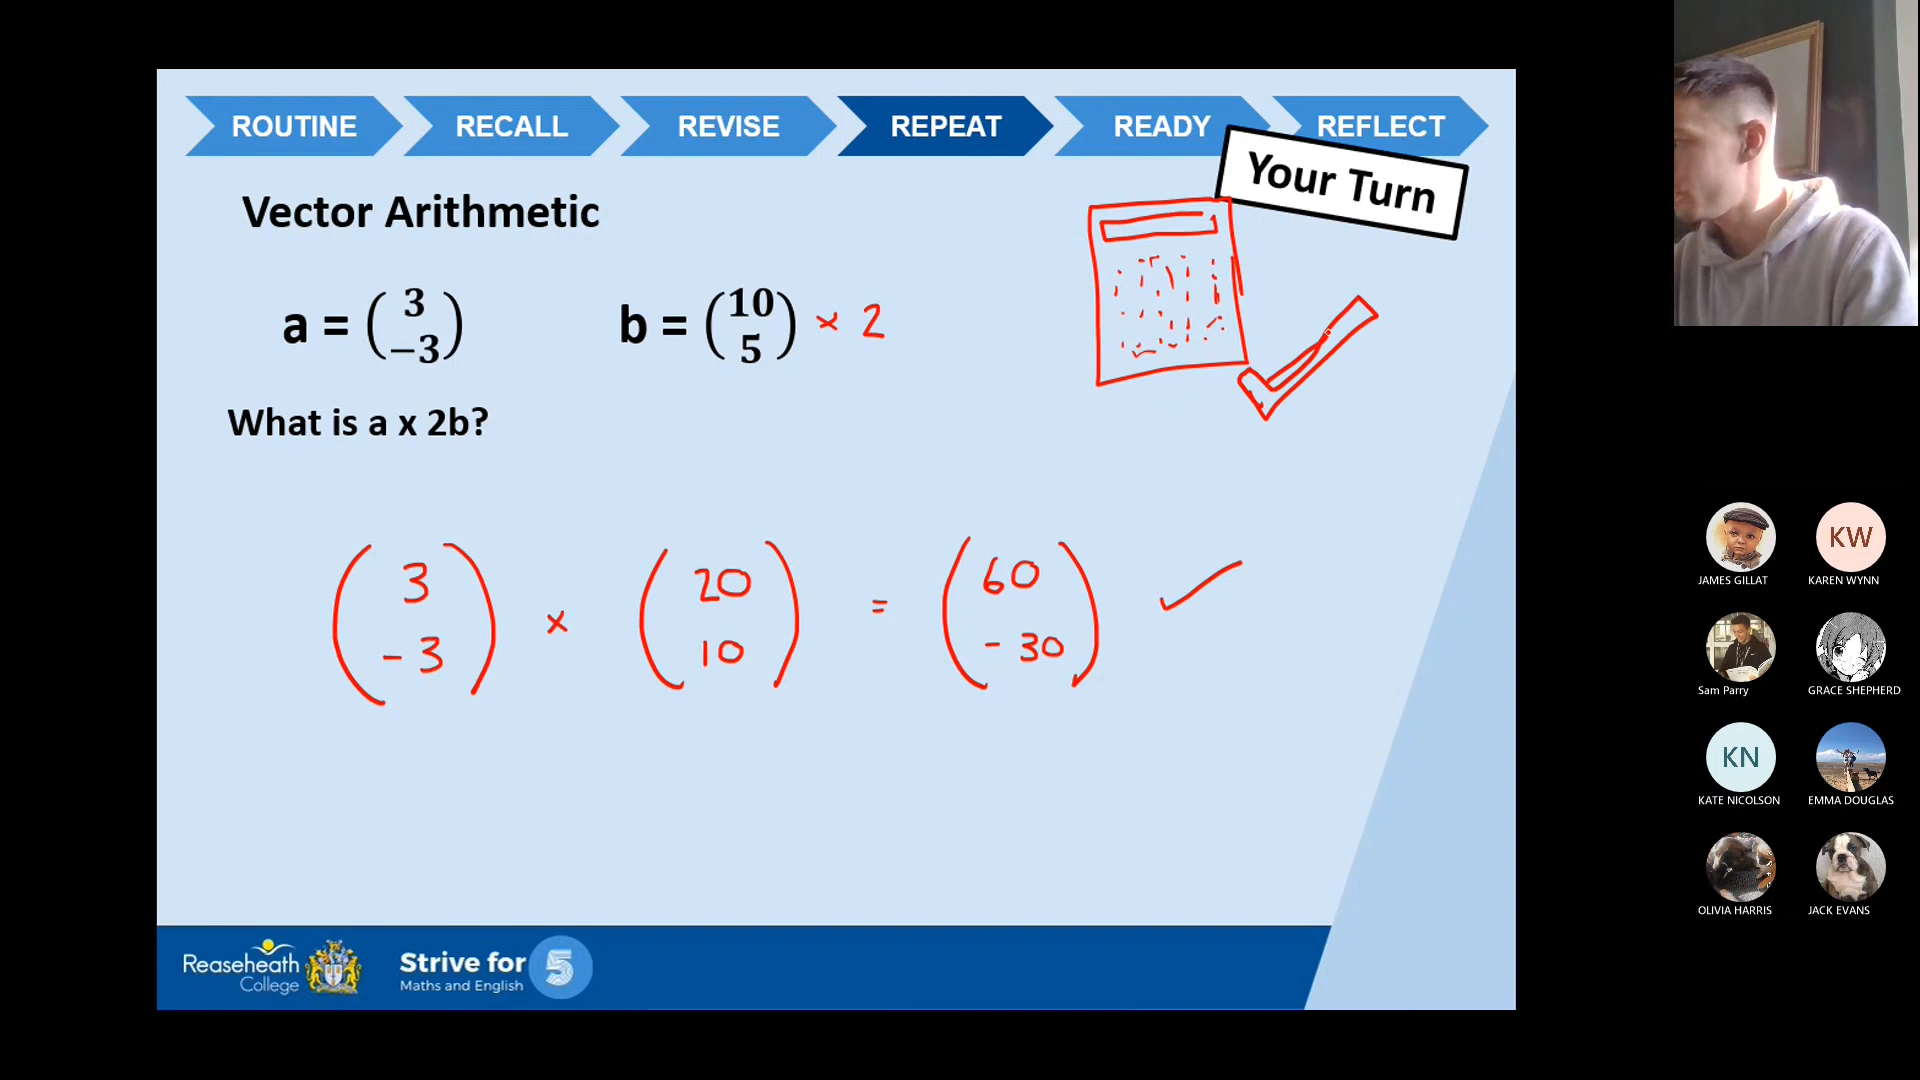 ROUTINE RECALL REVISE REPEAT READY REFLECT
Your Turn
Vector Arithmetic
a = (3 −3) b = (10 5) × 2
What is a x 2b?
(3 - 3) × (20 10) = (60 - 30) ✓
JAMES GILLAT KAREN WYNN
KW
Sam Parry GRACE SHEPHERD
KN
KATE NICOLSON EMMA DOUGLAS
OLIVIA HARRIS JACK EVANS
Reaseheath
College
Strive for 5
Maths and English